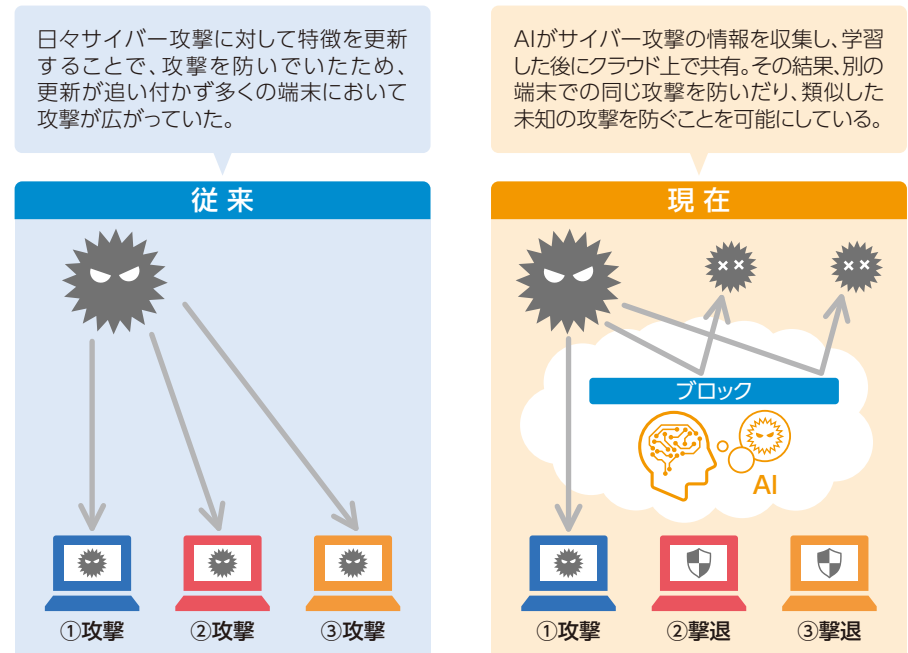 日々サイバー攻撃に対して特徴を更新
することで、攻撃を防いでいたため、
更新が追い付かず多くの端末において
攻撃が広がっていた。
従来
①攻撃
②攻撃
③攻撃
AIがサイバー攻撃の情報を収集し、学習
した後にクラウド上で共有。その結果、別の
端末での同じ攻撃を防いだり、類似した
未知の攻撃を防ぐことを可能にしている。
現在
ブロック
AI
①攻撃
②撃退
③撃退